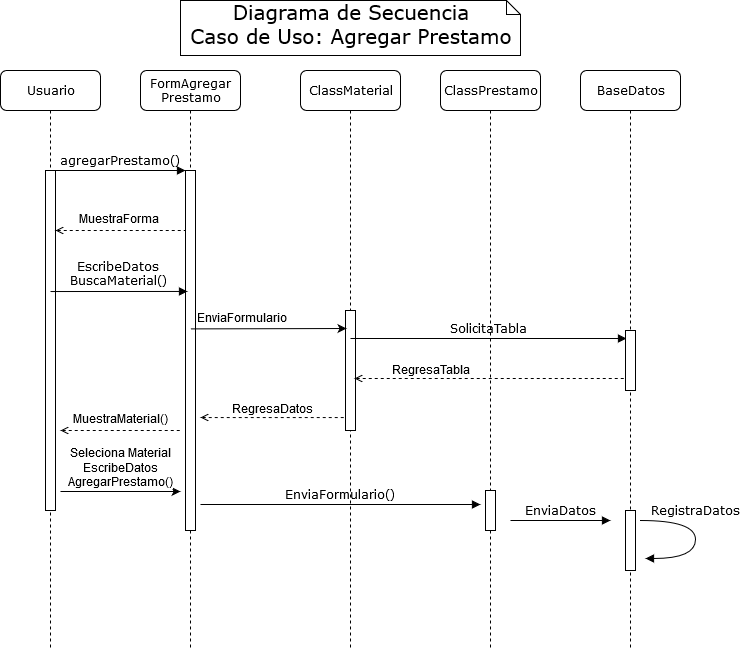 Diagrama de Secuencia
Caso de Uso: Agregar Prestamo
Usuario
FormAgregar
Prestamo
ClassMaterial
ClassPrestamo
BaseDatos
agregarPrestamo()
MuestraForma
EscribeDatos
BuscaMaterial()
EnviaFormulario
SolicitaTabla
RegresaTabla
RegresaDatos
MuestraMaterial()
Seleciona Material
EscribeDatos
AgregarPrestamo()
EnviaFormulario()
EnviaDatos
RegistraDatos